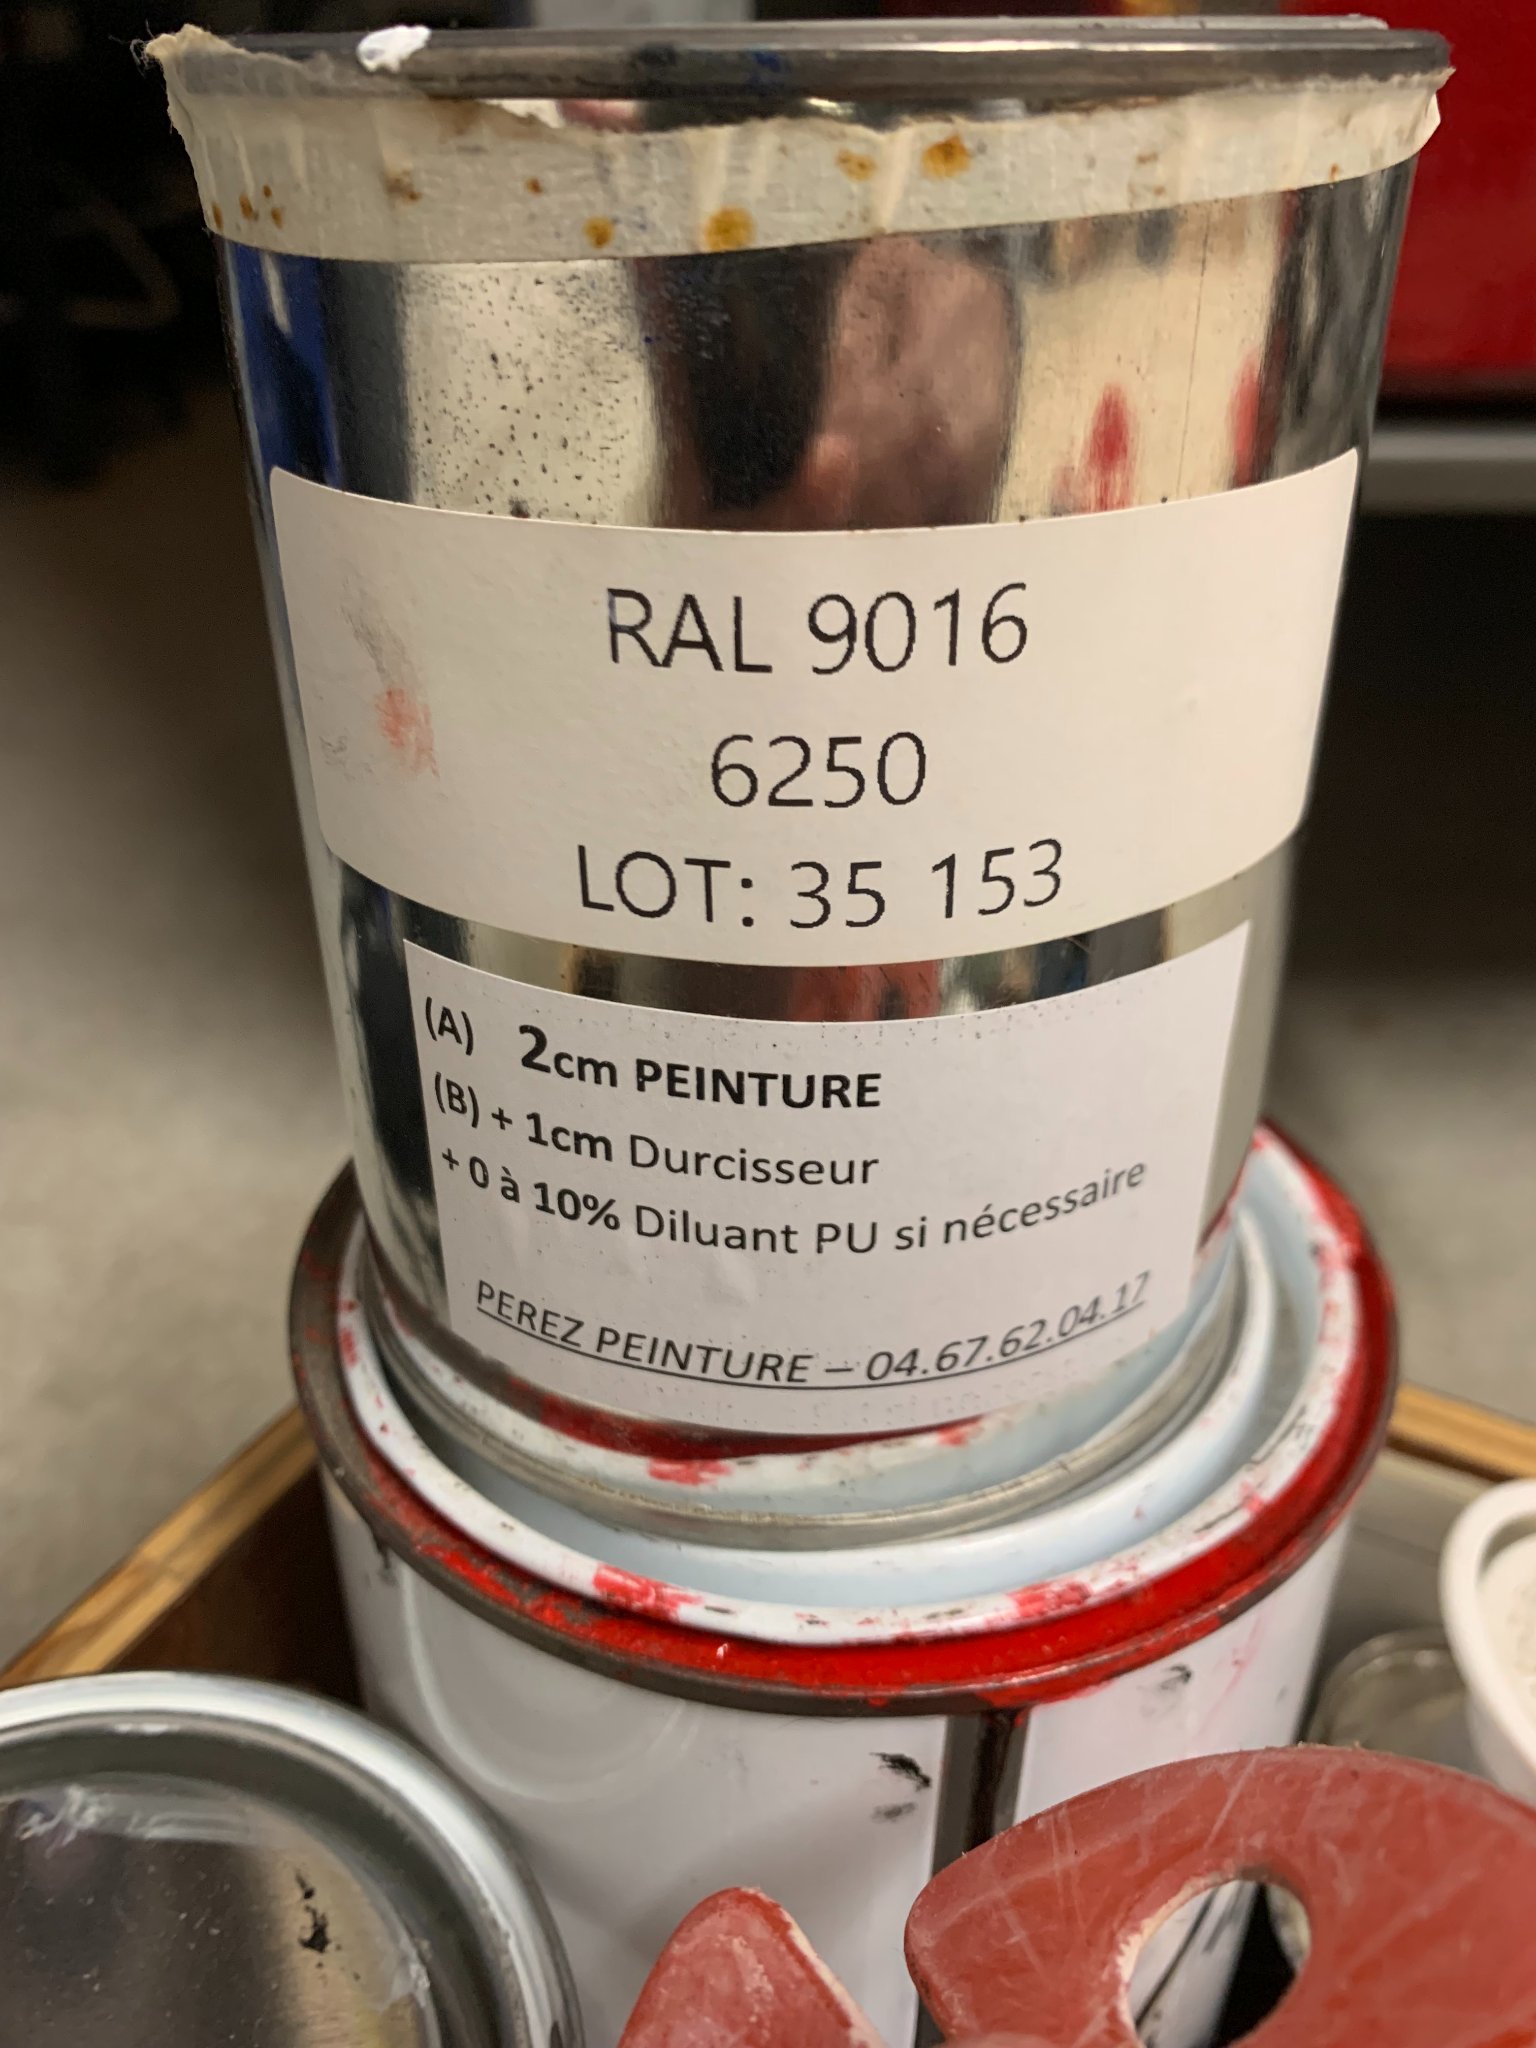 RAL 9016
6250
LOT: 35 153
(A) 2cm PEINTURE
(B) + 1cm Durcisseur
+ 0 à 10% Diluant PU si nécessaire
PEREZ PEINTURE – 04.67.62.04.17